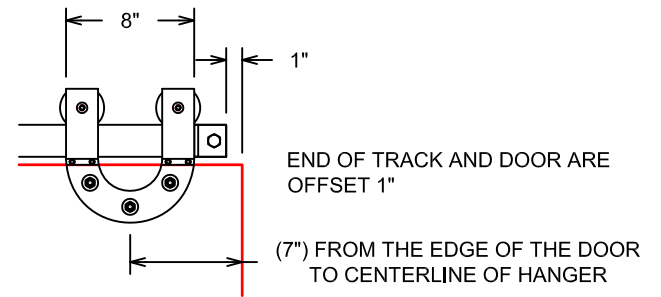 8"
1"
END OF TRACK AND DOOR ARE
OFFSET 1"
(7") FROM THE EDGE OF THE DOOR
TO CENTERLINE OF HANGER